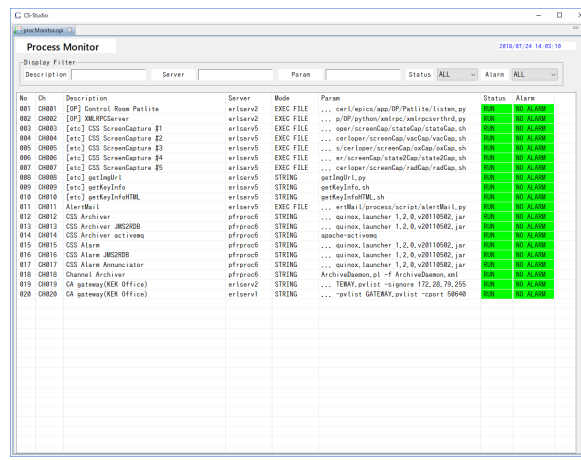 CS-Studio
procMonitor.opi
Process Monitor
2018/07/24 14:03:10
Display Filter
Description Server Param Status ALL Alarm ALL
No Ch Description Server Mode Param Status Alarm
001 CH001 [OP] Control Room Patlite erlserv2 EXEC FILE ... cerl/epics/app/OP/Patlite/listen.py RUN NO ALARM
002 CH002 [OP] XMLRPCServer erlserv2 EXEC FILE ... p/OP/python/xmlrpc/xmlrpcsvrthrd.py RUN NO ALARM
003 CH003 [etc] CSS ScreenCapture #1 erlserv5 EXEC FILE ... oper/screenCap/stateCap/stateCap.sh RUN NO ALARM
004 CH004 [etc] CSS ScreenCapture #2 erlserv5 EXEC FILE ... cerloper/screenCap/vacCap/vacCap.sh RUN NO ALARM
005 CH005 [etc] CSS ScreenCapture #3 erlserv5 EXEC FILE ... s/cerloper/screenCap/oxCap/oxCap.sh RUN NO ALARM
006 CH006 [etc] CSS ScreenCapture #4 erlserv5 EXEC FILE ... er/screenCap/state2Cap/state2Cap.sh RUN NO ALARM
007 CH007 [etc] CSS ScreenCapture #5 erlserv5 EXEC FILE ... cerloper/screenCap/radCap/radCap.sh RUN NO ALARM
008 CH008 [etc] getImgUrl erlserv5 STRING getImgUrl.py RUN NO ALARM
009 CH009 [etc] getKeyInfo erlserv5 STRING getKeyInfo.sh RUN NO ALARM
010 CH010 [etc] getKeyInfoHTML erlserv5 STRING getKeyInfoHTML.sh RUN NO ALARM
011 CH011 AlertMail erlserv5 EXEC FILE ... ertMail/process/script/alertMail.py RUN NO ALARM
012 CH012 CSS Archiver pfrproc6 STRING ... quinox.launcher_1.2.0.v20110502.jar RUN NO ALARM
013 CH013 CSS Archiver JMS2RDB pfrproc6 STRING ... quinox.launcher_1.2.0.v20110502.jar RUN NO ALARM
014 CH014 CSS Archiver activemq pfrproc6 STRING apache-activemq RUN NO ALARM
015 CH015 CSS Alarm pfrproc6 STRING ... quinox.launcher_1.2.0.v20110502.jar RUN NO ALARM
016 CH016 CSS Alarm JMS2RDB pfrproc6 STRING ... quinox.launcher_1.2.0.v20110502.jar RUN NO ALARM
017 CH017 CSS Alarm Annunciator pfrproc6 STRING ... quinox.launcher_1.2.0.v20110502.jar RUN NO ALARM
018 CH018 Channel Archiver pfrproc6 STRING ArchiveDaemon.pl -f ArchiveDaemon.xml RUN NO ALARM
019 CH019 CA gateway(KEK Office) erlserv2 STRING ... TEWAY.pvlist -signore 172.28.79.255 RUN NO ALARM
020 CH020 CA gateway(KEK Office) erlserv1 STRING ... -pvlist GATEWAY.pvlist -cport 50640 RUN NO ALARM